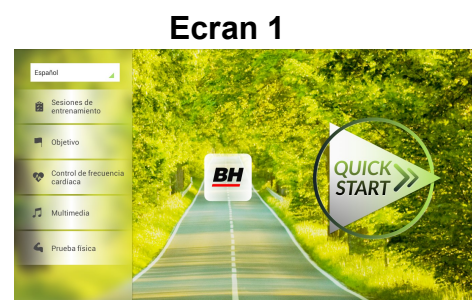 Ecran 1
Español
Sesiones de
entrenamiento
Objetivo
Control de frecuencia
cardiaca
Multimedia
Prueba física
BH
QUICK
START